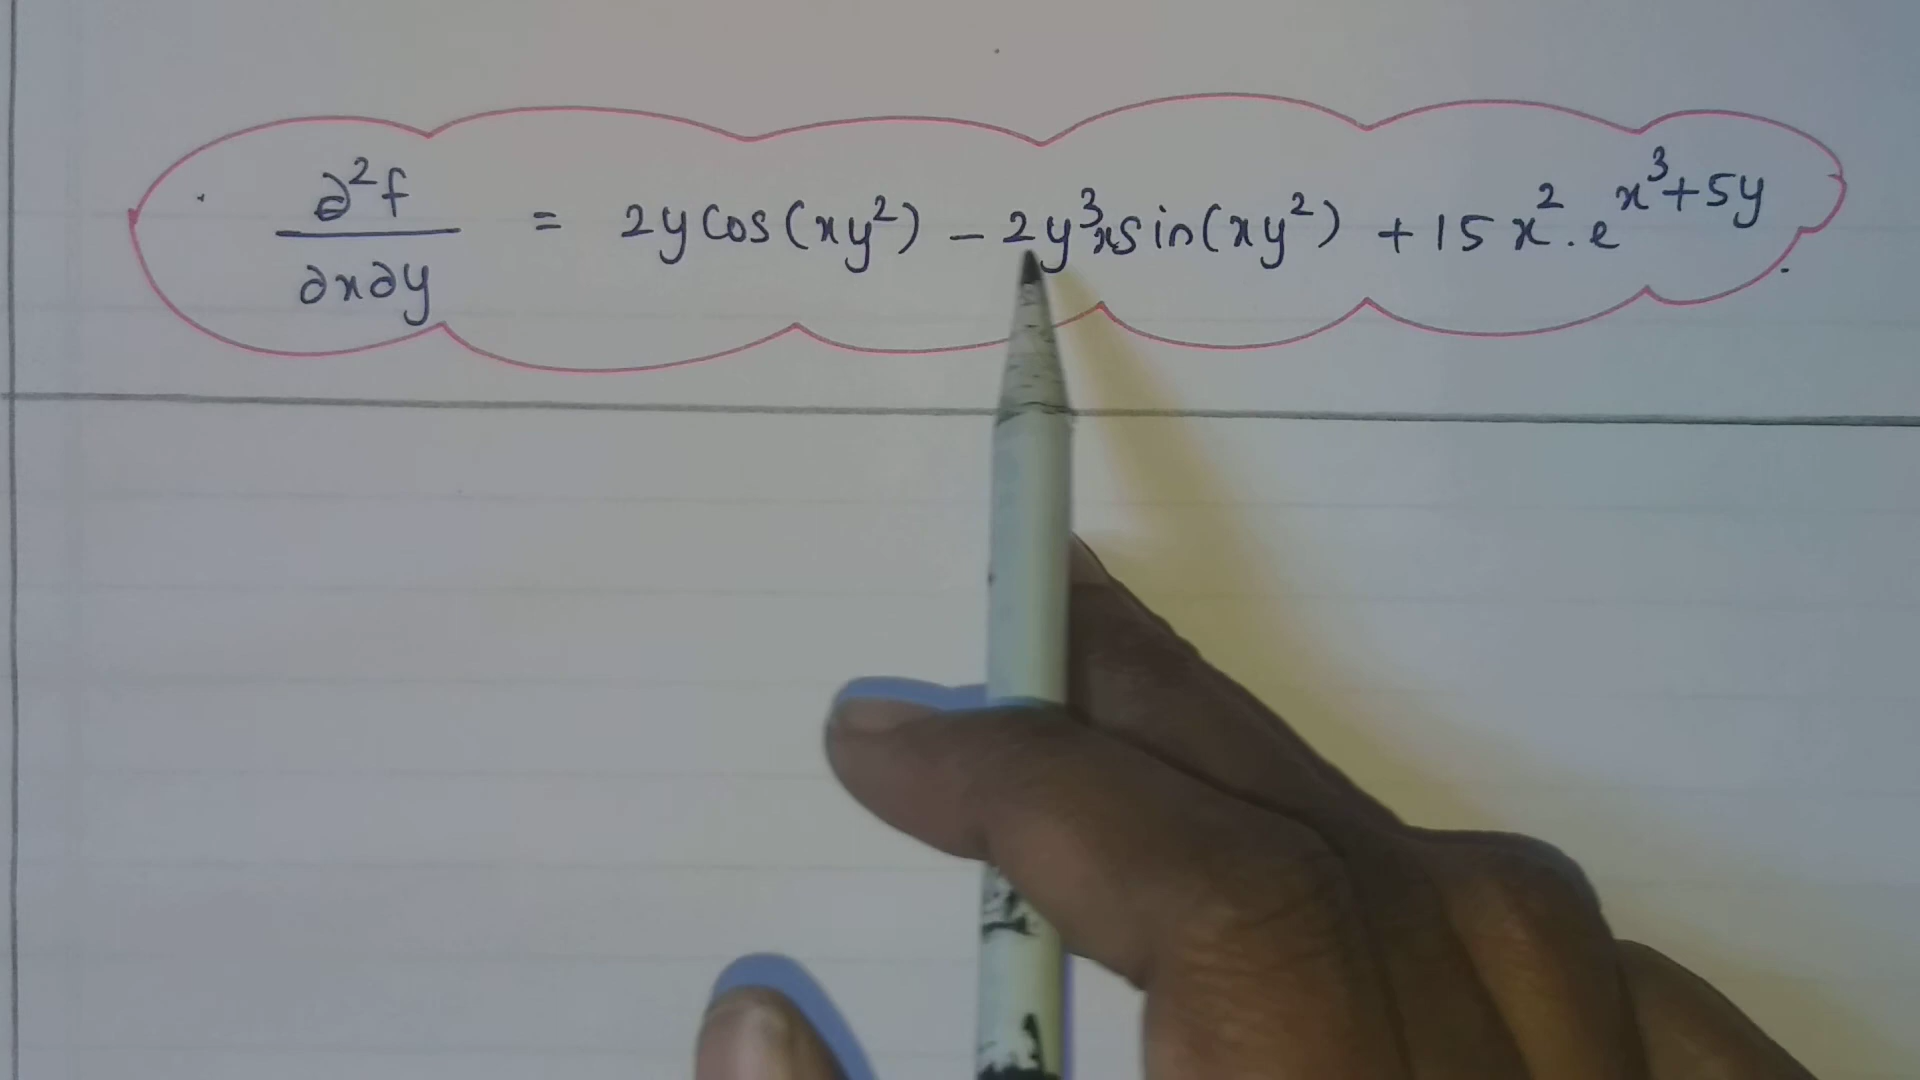 ∂²f/∂x∂y = 2y cos(xy²) − 2y³x sin(xy²) + 15x².e^(x³+5y)